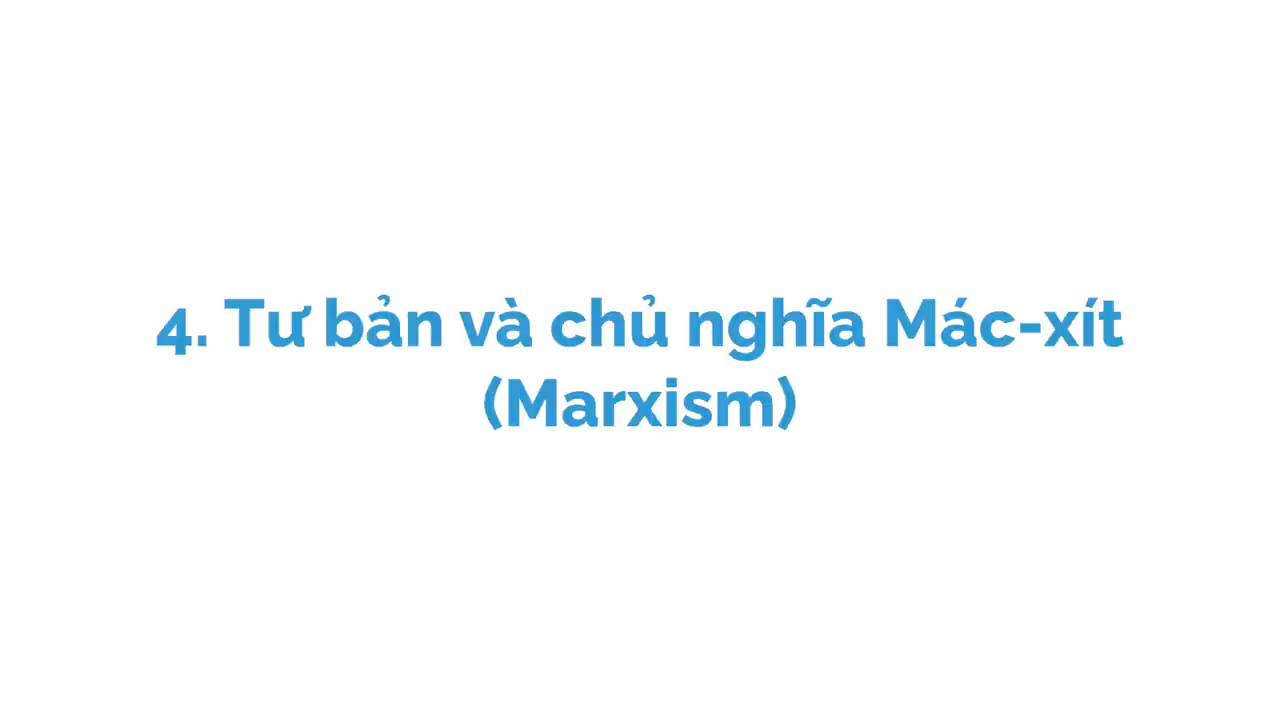 4. Tư bản và chủ nghĩa Mác-xít
(Marxism)